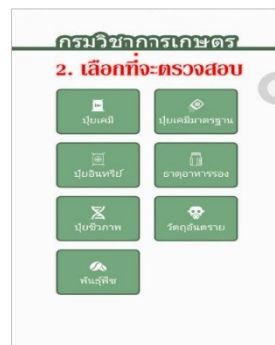 กรมวิชาการเกษตร
2. เลือกที่จะตรวจสอบ
ปุ๋ยเคมี
ปุ๋ยเคมีมาตรฐาน
ปุ๋ยอินทรีย์
ธาตุอาหารรอง
ปุ๋ยชีวภาพ
วัตถุอันตราย
พันธุ์พืช